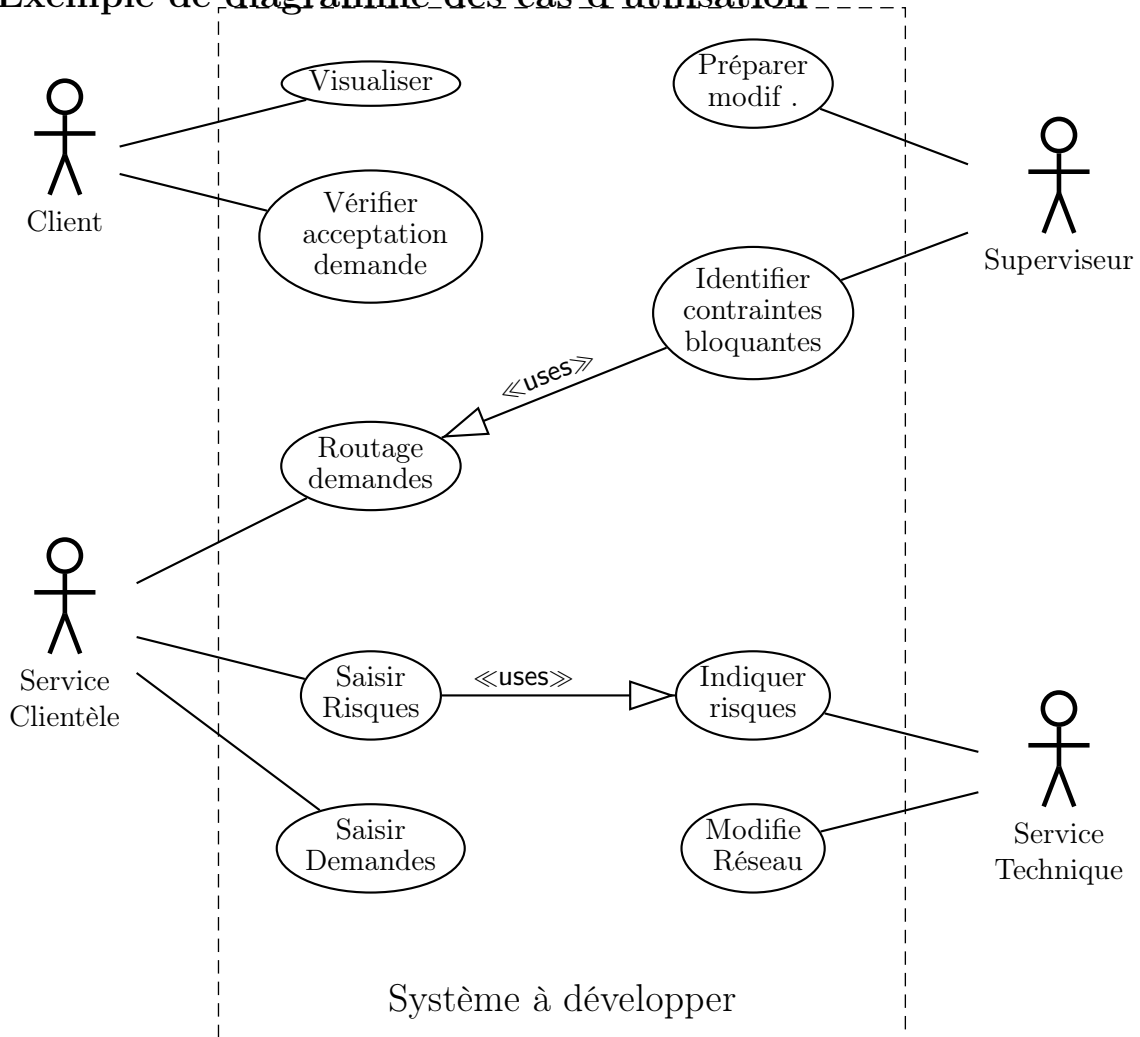 Exemple de diagramme des cas d'utilisation
Visualiser
Préparer
modif .
Client
Vérifier
acceptation
demande
Superviseur
Identifier
contraintes
bloquantes
≪uses≫
Routage
demandes
Service
Clientèle
Saisir
Risques
≪uses≫
Indiquer
risques
Saisir
Demandes
Modifie
Réseau
Service
Technique
Système à développer